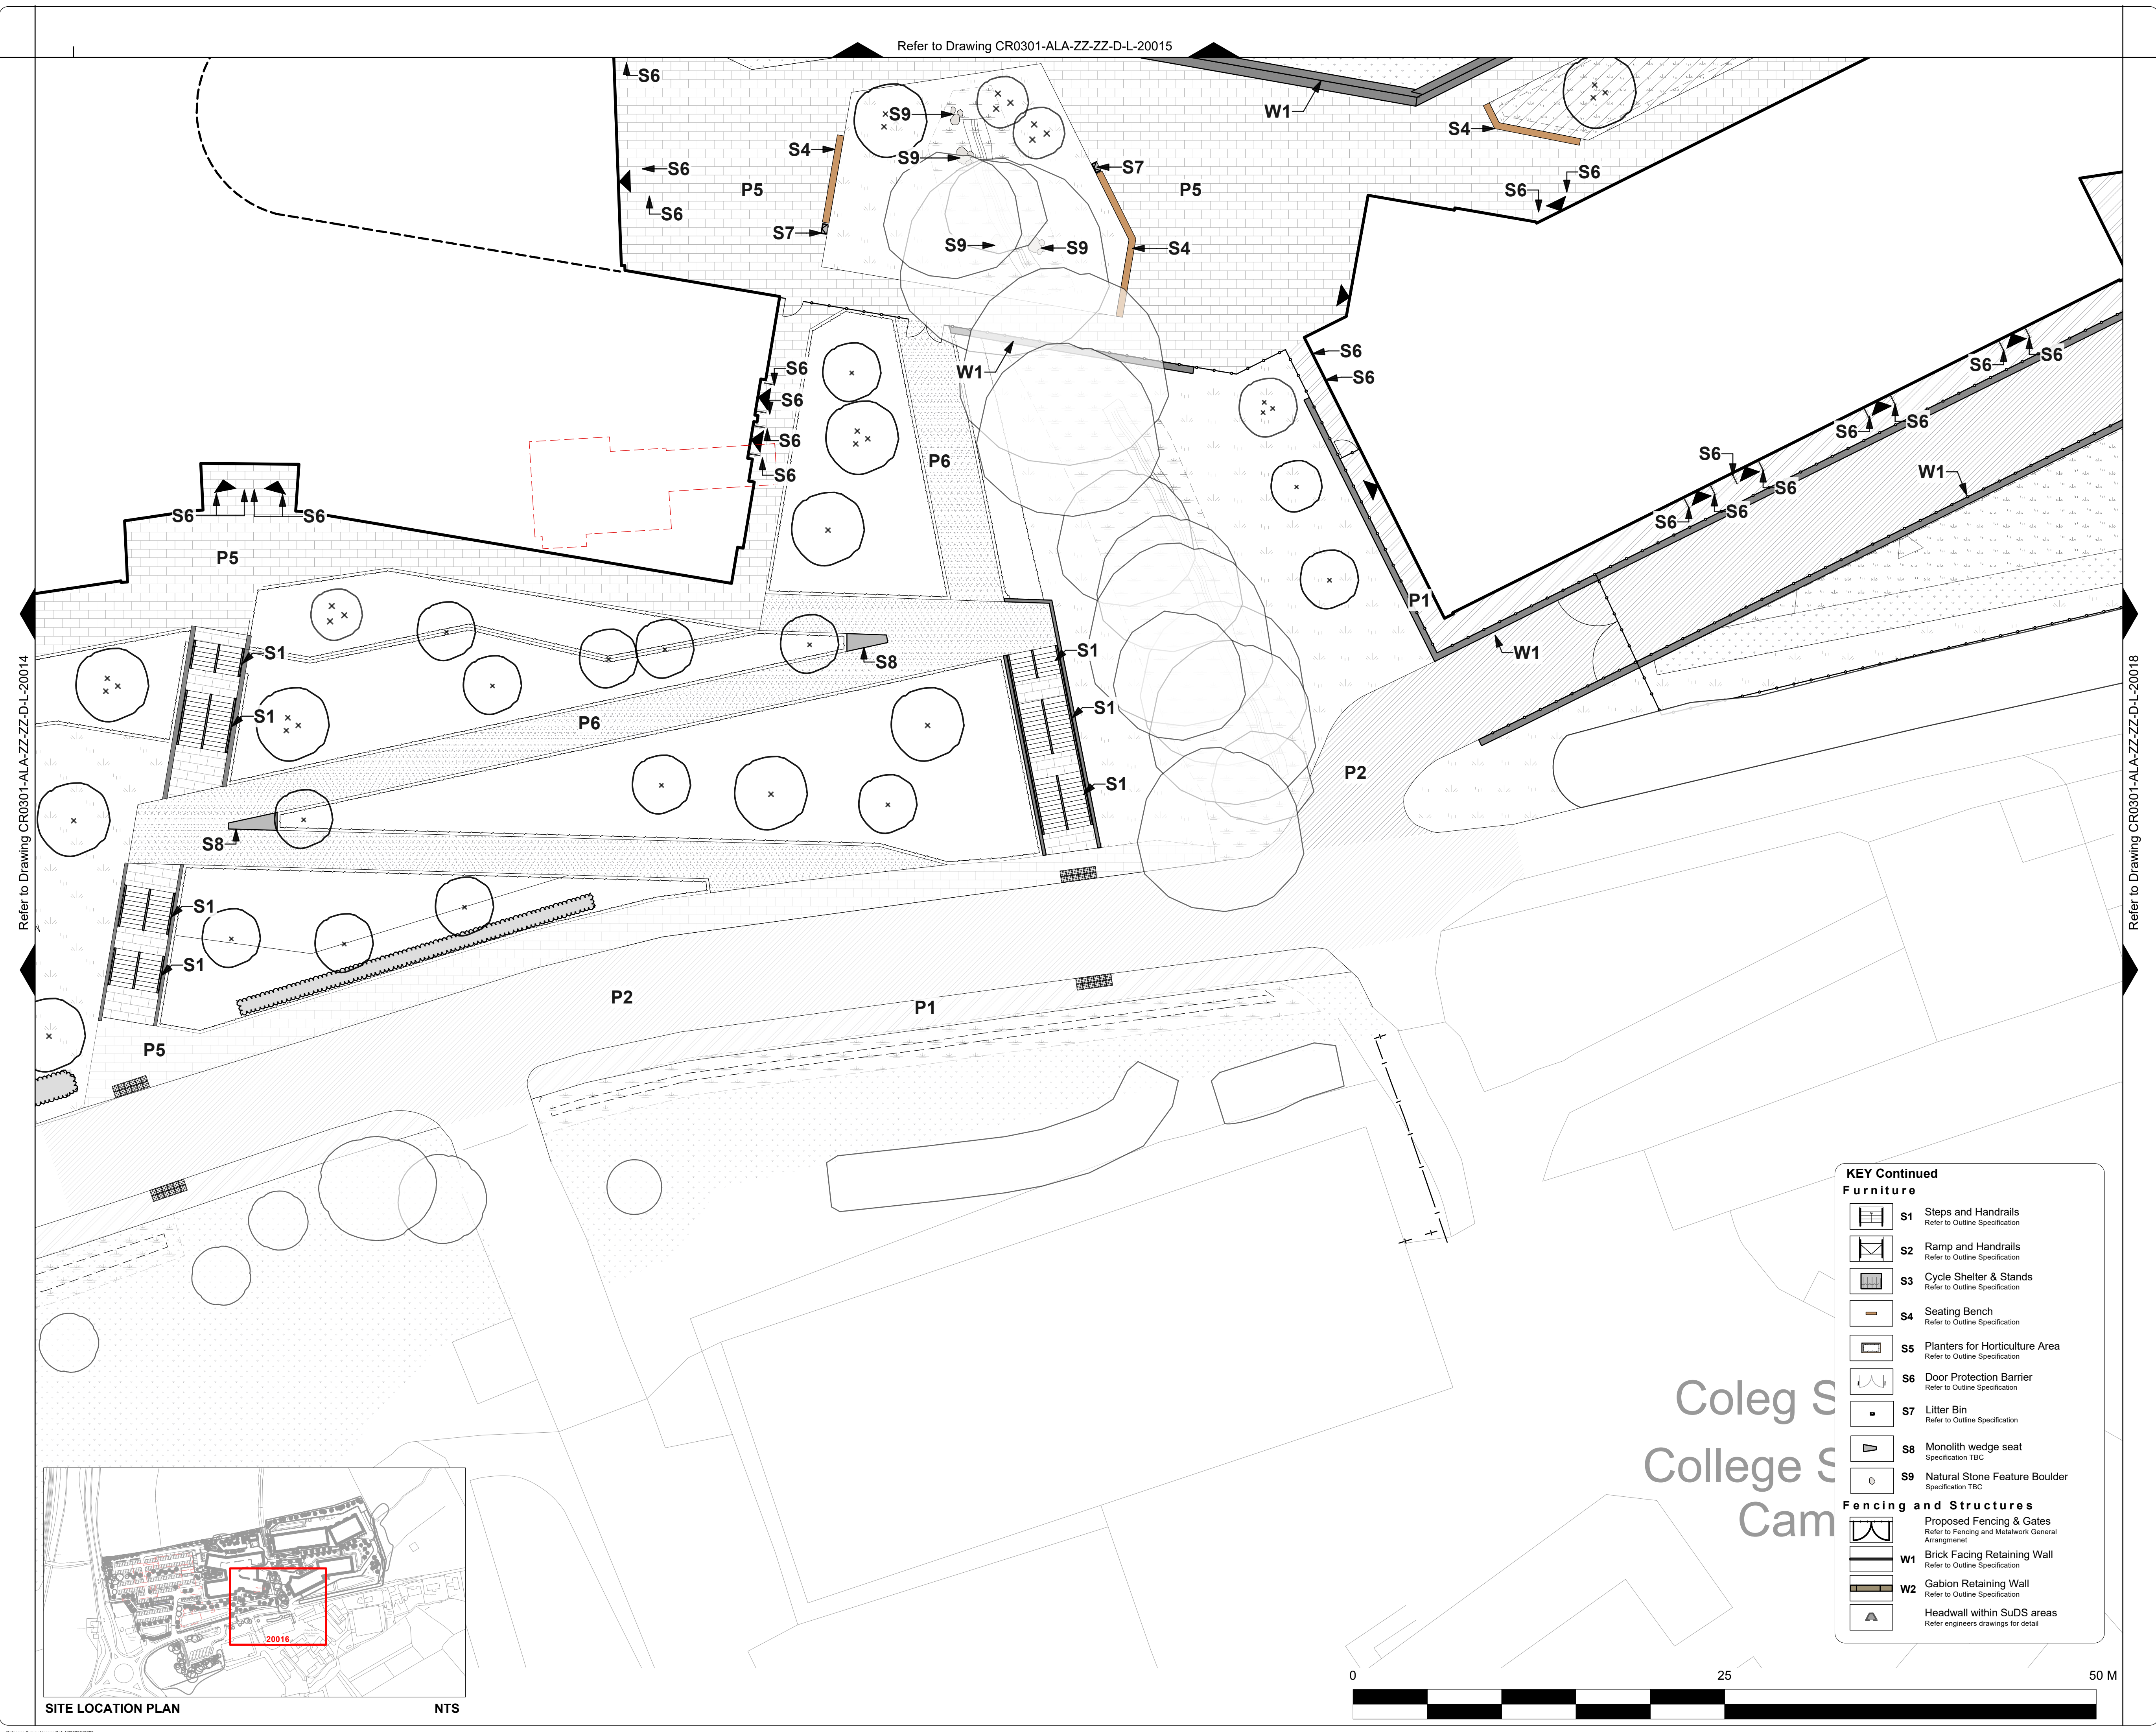 Refer to Drawing CR0301-ALA-ZZ-ZZ-D-L-20015
S6
W1
S9
S4
S4
S9
S7
S6
S6
S6
P5
P5
S6
S6
S7
S9
S9
S4
S6
S6
S6
W1
S6
S6
S6
S6
S6
S6
S6
P6
S6
W1
S6
S6
S6
S6
S6
S6
S6
P5
P1
S1
S1
W1
S8
S1
S1
P6
P2
S1
S8
S1
S1
P2
P1
P5
Refer to Drawing CR0301-ALA-ZZ-ZZ-D-L-20014
Refer to Drawing CR0301-ALA-ZZ-ZZ-D-L-20018
Coleg S
College S
Cam
KEY Continued
Furniture
S1 Steps and Handrails
Refer to Outline Specification
S2 Ramp and Handrails
Refer to Outline Specification
S3 Cycle Shelter & Stands
Refer to Outline Specification
S4 Seating Bench
Refer to Outline Specification
S5 Planters for Horticulture Area
Refer to Outline Specification
S6 Door Protection Barrier
Refer to Outline Specification
S7 Litter Bin
Refer to Outline Specification
S8 Monolith wedge seat
Specification TBC
S9 Natural Stone Feature Boulder
Specification TBC
Fencing and Structures
Proposed Fencing & Gates
Refer to Fencing and Metalwork General
Arrangmenet
W1 Brick Facing Retaining Wall
Refer to Outline Specification
W2 Gabion Retaining Wall
Refer to Outline Specification
Headwall within SuDS areas
Refer engineers drawings for detail
20016
SITE LOCATION PLAN NTS
0 25 50 M